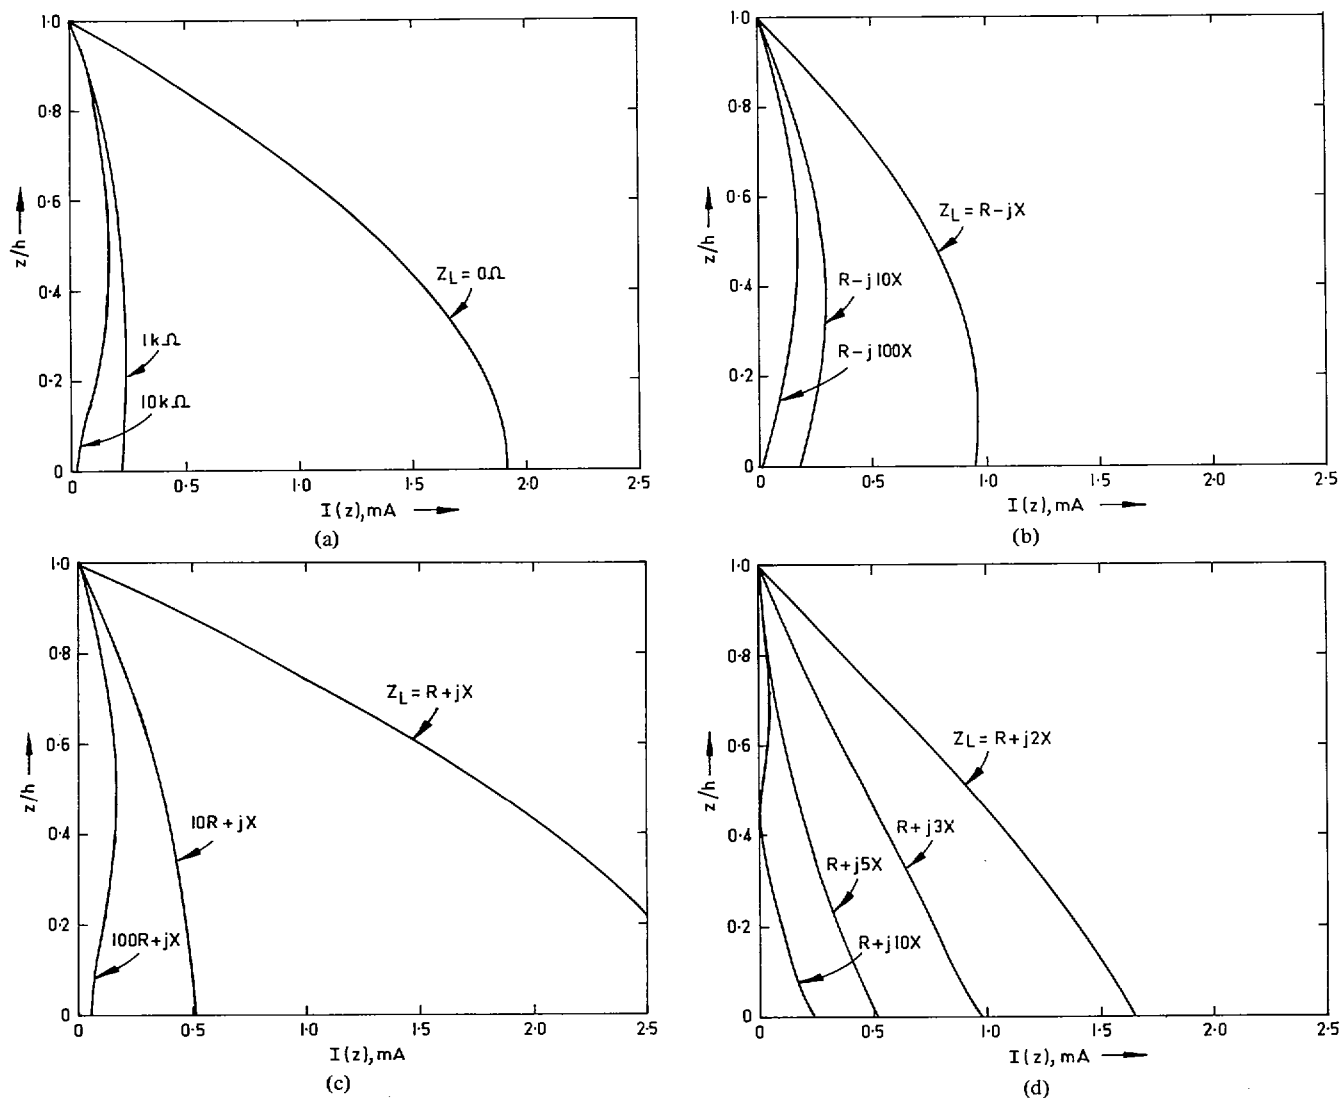 1·0
0·8
0·6
0·4
0·2
0
z/h
Z_L = 0Ω
1kΩ
10kΩ
0 0·5 1·0 1·5 2·0 2·5
I(z), mA
(a)
1·0
0·8
0·6
0·4
0·2
0
z/h
Z_L = R-jX
R-j10X
R-j100X
0 0·5 1·0 1·5 2·0 2·5
I(z), mA
(b)
1·0
0·8
0·6
0·4
0·2
0
z/h
Z_L = R+jX
10R+jX
100R+jX
0 0·5 1·0 1·5 2·0 2·5
I(z), mA
(c)
1·0
0·8
0·6
0·4
0·2
0
z/h
Z_L = R+j2X
R+j3X
R+j5X
R+j10X
0 0·5 1·0 1·5 2·0 2·5
I(z), mA
(d)